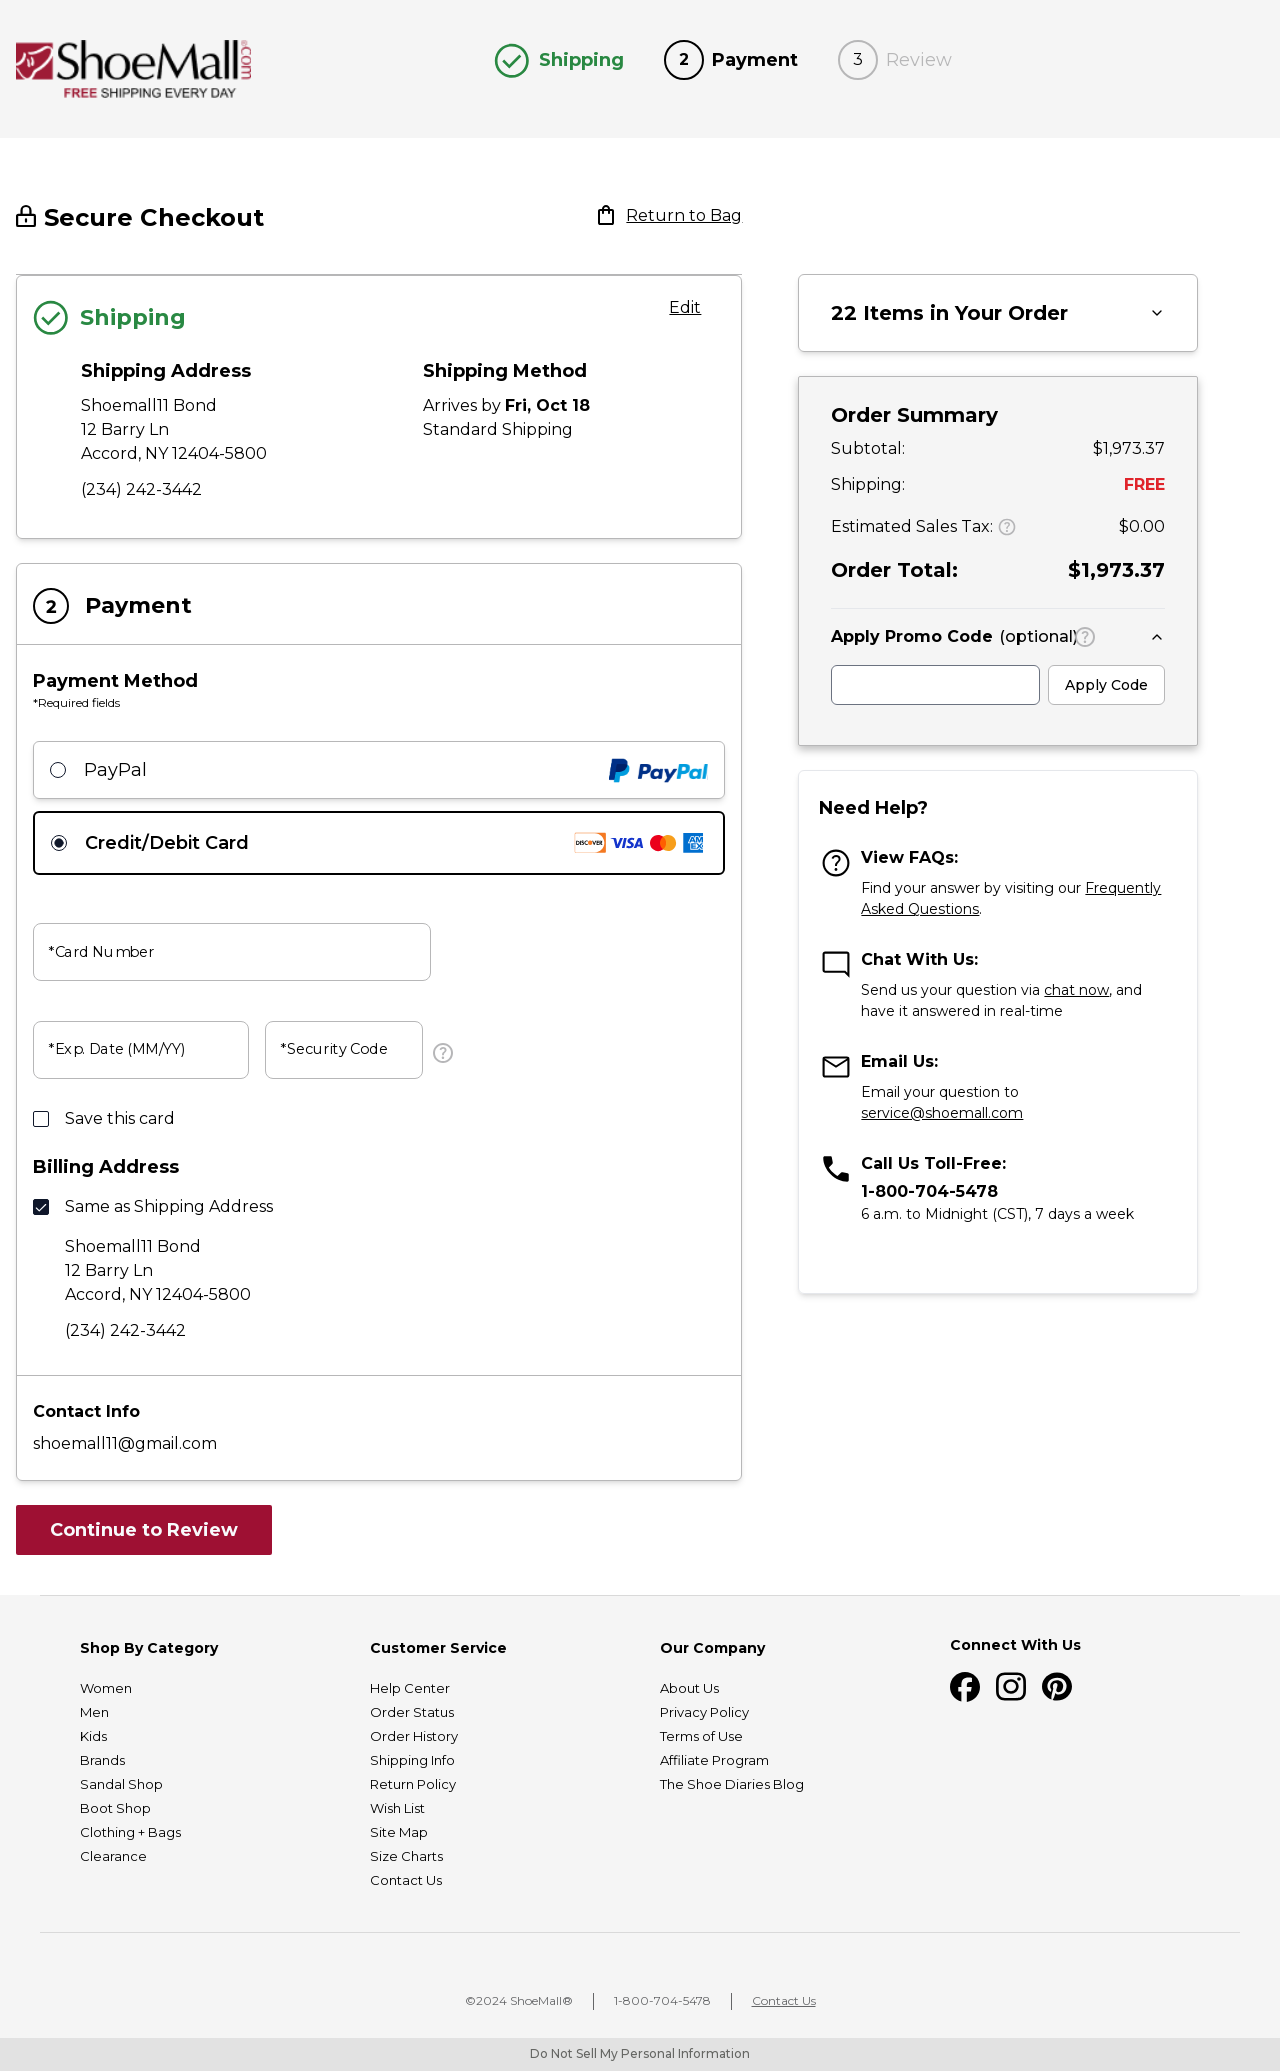 ShoeMall.com
FREE SHIPPING EVERY DAY
Shipping
2 Payment
3 Review
Secure Checkout
Return to Bag
Shipping
Edit
Shipping Address
Shoemall11 Bond
12 Barry Ln
Accord, NY 12404-5800
(234) 242-3442
Shipping Method
Arrives by Fri, Oct 18
Standard Shipping
2 Payment
Payment Method
*Required fields
PayPal PayPal
Credit/Debit Card DISCOVER VISA AMEX
*Card Number
*Exp. Date (MM/YY) *Security Code ?
Save this card
Billing Address
Same as Shipping Address
Shoemall11 Bond
12 Barry Ln
Accord, NY 12404-5800
(234) 242-3442
Contact Info
shoemall11@gmail.com
Continue to Review
22 Items in Your Order
Order Summary
Subtotal: $1,973.37
Shipping: FREE
Estimated Sales Tax: ? $0.00
Order Total: $1,973.37
Apply Promo Code (optional) ?
Apply Code
Need Help?
? View FAQs:
Find your answer by visiting our Frequently
Asked Questions.
Chat With Us:
Send us your question via chat now, and
have it answered in real-time
Email Us:
Email your question to
service@shoemall.com
Call Us Toll-Free:
1-800-704-5478
6 a.m. to Midnight (CST), 7 days a week
Shop By Category
Women
Men
Kids
Brands
Sandal Shop
Boot Shop
Clothing + Bags
Clearance
Customer Service
Help Center
Order Status
Order History
Shipping Info
Return Policy
Wish List
Site Map
Size Charts
Contact Us
Our Company
About Us
Privacy Policy
Terms of Use
Affiliate Program
The Shoe Diaries Blog
Connect With Us
©2024 ShoeMall® 1-800-704-5478 Contact Us
Do Not Sell My Personal Information